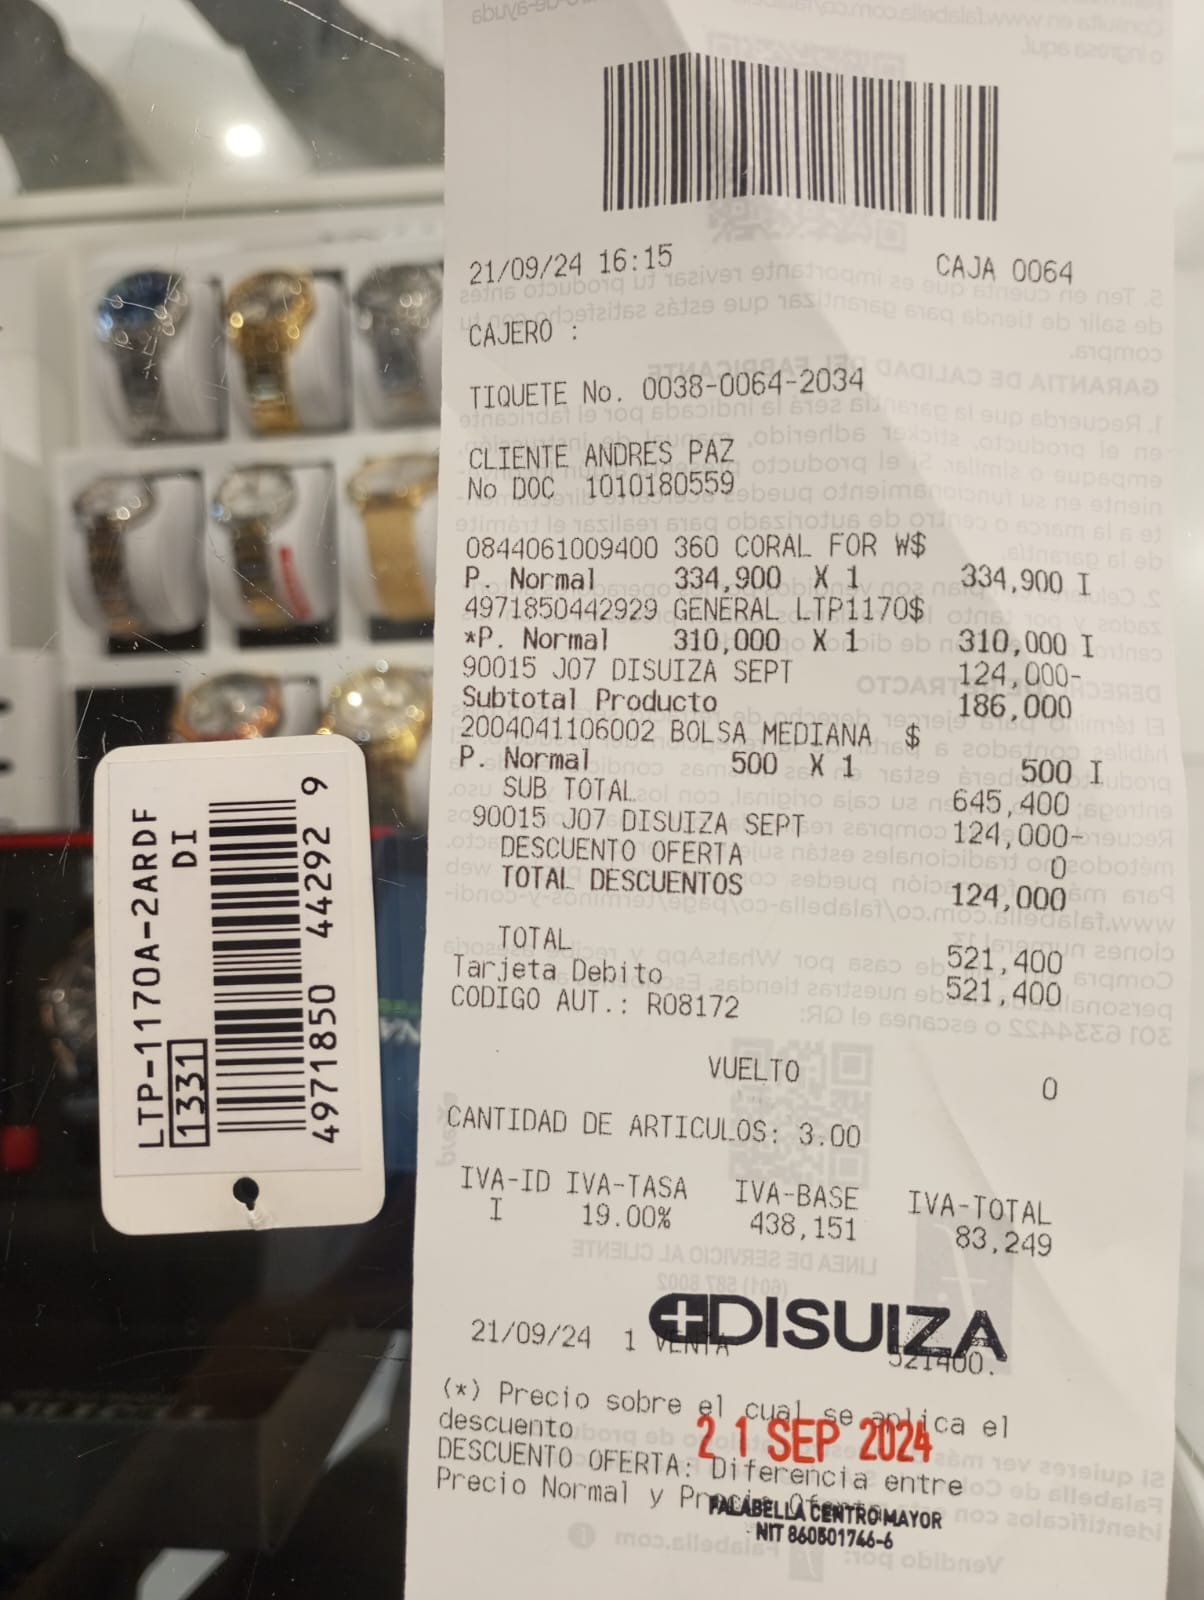 21/09/24 16:15 CAJA 0064
CAJERO :
TIQUETE No. 0038-0064-2034
CLIENTE ANDRES PAZ
No DOC. 1010180559
0844061009400 360 CORAL FOR W$
P. Normal 334,900 X 1 334,900 I
4971850442929 GENERAL LTP1170$
*P. Normal 310,000 X 1 310,000 I
90015 J07 DISUIZA SEPT 124,000-
Subtotal Producto 186,000
2004041106002 BOLSA MEDIANA $
P. Normal 500 X 1 500 I
SUB TOTAL 645,400
90015 J07 DISUIZA SEPT 124,000-
DESCUENTO OFERTA 0
TOTAL DESCUENTOS 124,000
TOTAL 521,400
Tarjeta Debito 521,400
CODIGO AUT.: R08172
VUELTO 0
CANTIDAD DE ARTICULOS: 3.00
IVA-ID IVA-TASA IVA-BASE IVA-TOTAL
I 19.00% 438,151 83,249
DISUIZA
21/09/24 1 VENTA 521400.
(*) Precio sobre el cual se aplica el
descuento
21 SEP 2024
DESCUENTO OFERTA: Diferencia entre
Precio Normal y Precio Oferta
FALABELLA CENTRO MAYOR
NIT 860501746-6
LTP-1170A-2ARDF
DI
1331
4971850 44292 9